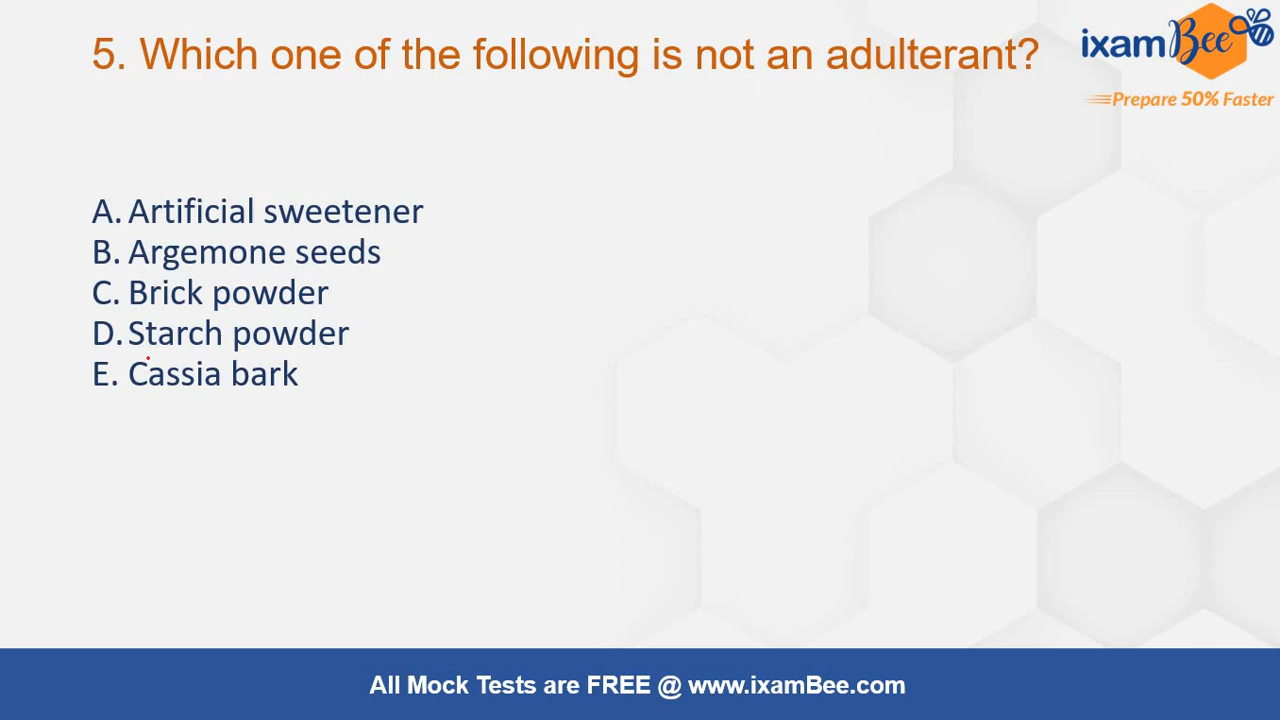 5. Which one of the following is not an adulterant?
ixamBee
Prepare 50% Faster
A. Artificial sweetener
B. Argemone seeds
C. Brick powder
D. Starch powder
E. Cassia bark
All Mock Tests are FREE @ www.ixamBee.com